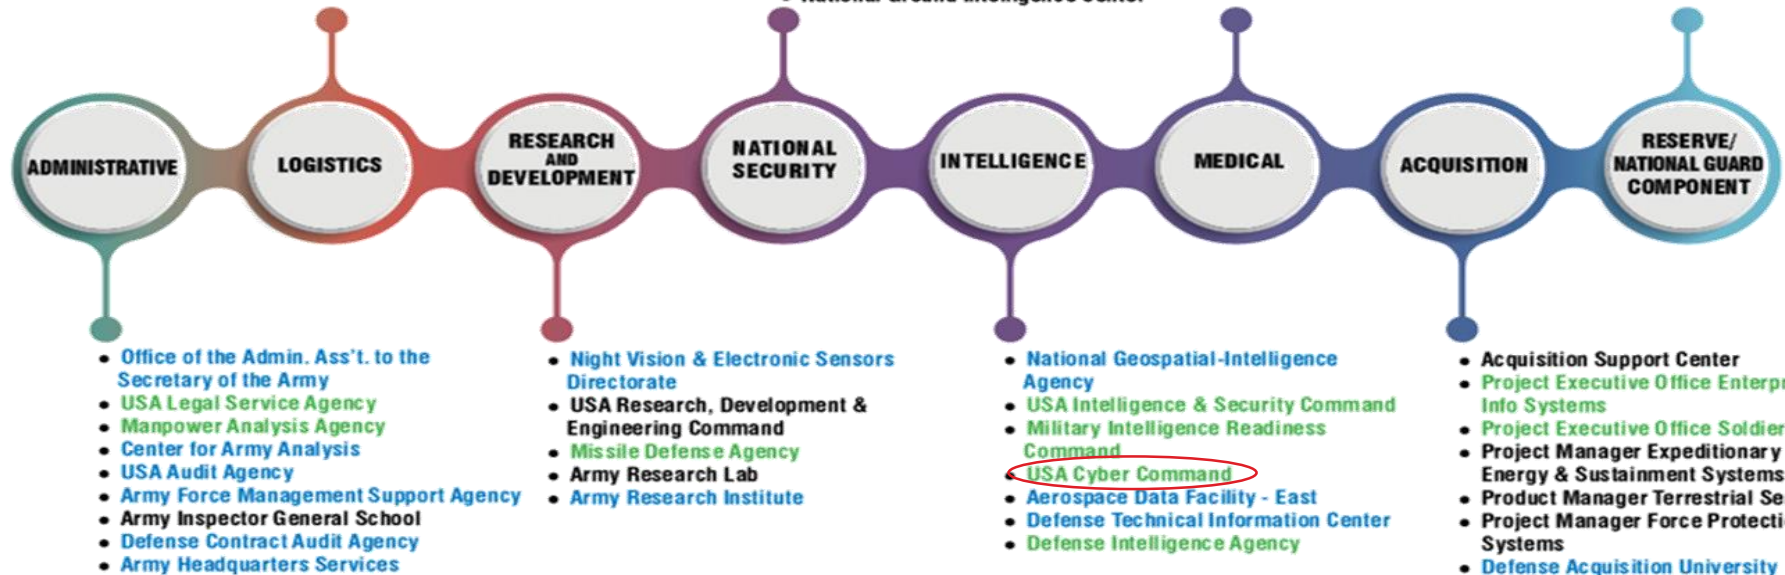 ADMINISTRATIVE
LOGISTICS
RESEARCH
AND
DEVELOPMENT
NATIONAL
SECURITY
INTELLIGENCE
MEDICAL
ACQUISITION
RESERVE/
NATIONAL GUARD
COMPONENT
• Office of the Admin. Ass't. to the
Secretary of the Army
• USA Legal Service Agency
• Manpower Analysis Agency
• Center for Army Analysis
• USA Audit Agency
• Army Force Management Support Agency
• Army Inspector General School
• Defense Contract Audit Agency
• Army Headquarters Services
• Night Vision & Electronic Sensors
Directorate
• USA Research, Development &
Engineering Command
• Missile Defense Agency
• Army Research Lab
• Army Research Institute
• National Geospatial-Intelligence
Agency
• USA Intelligence & Security Command
• Military Intelligence Readiness
Command
• USA Cyber Command
• Aerospace Data Facility - East
• Defense Technical Information Center
• Defense Intelligence Agency
• Acquisition Support Center
• Project Executive Office
Info Systems
• Project Executive Office Soldier
• Project Manager Expeditionary
Energy & Sustainment Systems
• Product Manager Terrestrial
• Project Manager Force
Systems
• Defense Acquisition University